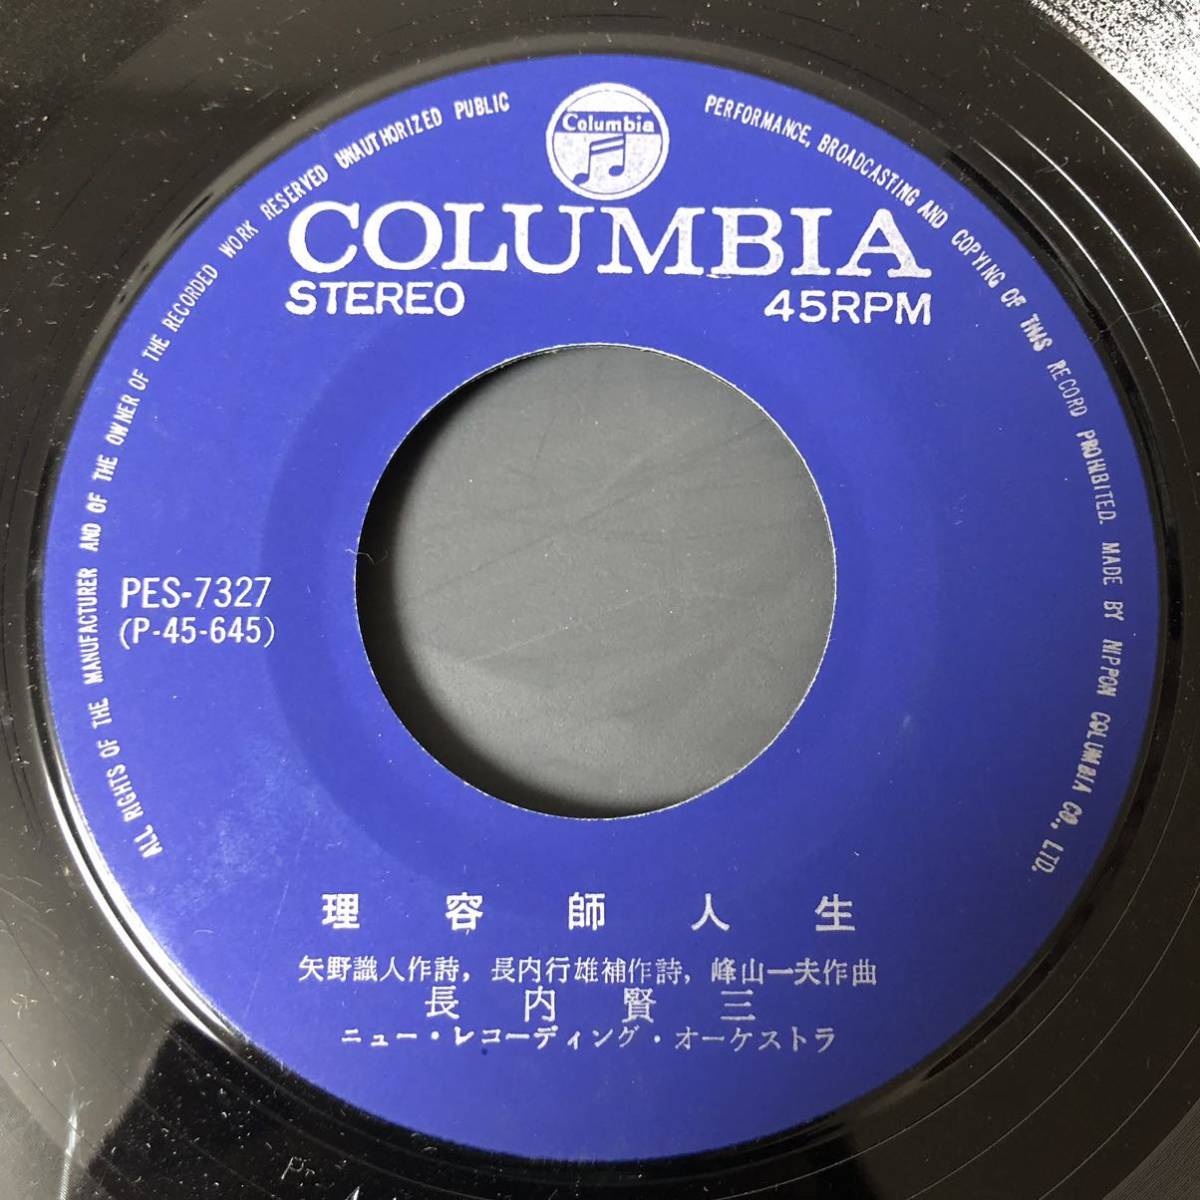 Columbia
COLUMBIA
STEREO 45RPM
PES-7327
(P-45-645)
理容師人生
矢野識人作詩, 長内行雄補作詩, 峰山一夫作曲
長内賢三
ニュー・レコーディング・オーケストラ
ALL RIGHTS OF THE MANUFACTURER AND OF THE OWNER OF THE RECORDED WORK RESERVED UNAUTHORIZED PUBLIC PERFORMANCE, BROADCASTING AND COPYING OF THIS RECORD PROHIBITED. MADE BY NIPPON COLUMBIA CO., LTD.